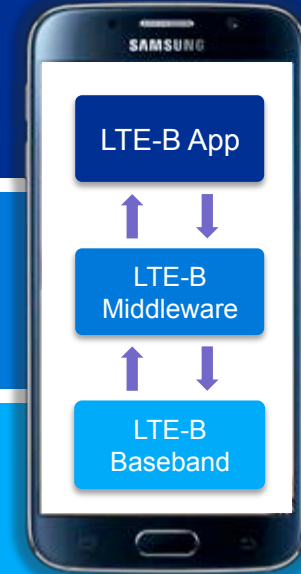 SAMSUNG
LTE-B App
LTE-B
Middleware
LTE-B
Baseband